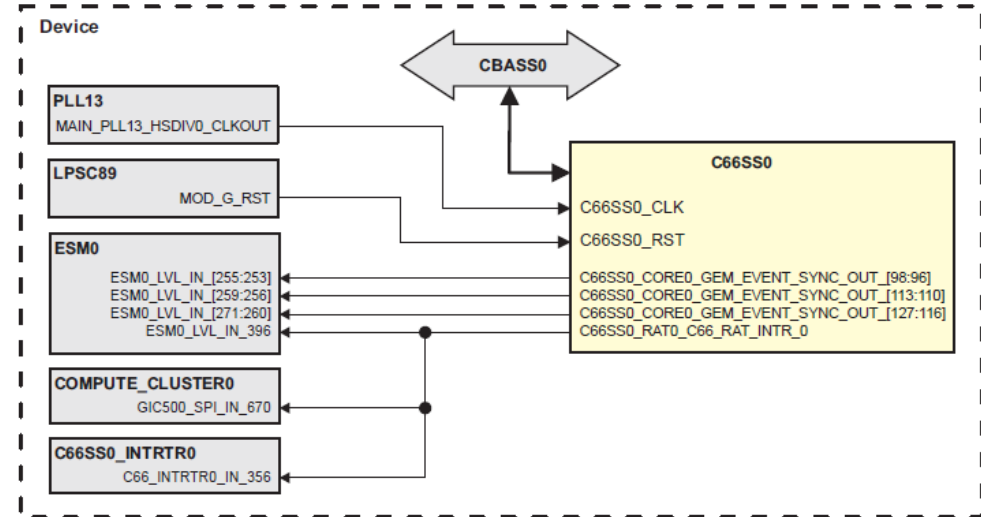 Device
CBASS0
PLL13
MAIN_PLL13_HSDIV0_CLKOUT
LPSC89
MOD_G_RST
ESM0
ESM0_LVL_IN_[255:253]
ESM0_LVL_IN_[259:256]
ESM0_LVL_IN_[271:260]
ESM0_LVL_IN_396
COMPUTE_CLUSTER0
GIC500_SPI_IN_670
C66SS0_INTRTR0
C66_INTRTR0_IN_356
C66SS0
C66SS0_CLK
C66SS0_RST
C66SS0_CORE0_GEM_EVENT_SYNC_OUT_[98:96]
C66SS0_CORE0_GEM_EVENT_SYNC_OUT_[113:110]
C66SS0_CORE0_GEM_EVENT_SYNC_OUT_[127:116]
C66SS0_RAT0_C66_RAT_INTR_0